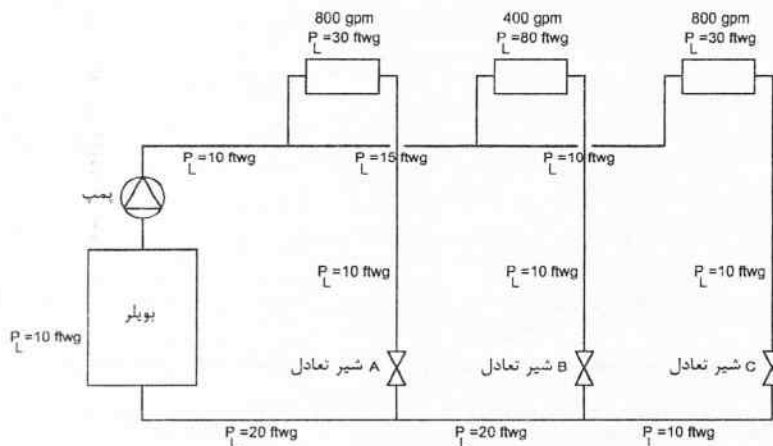 800 gpm
P_L=30 ftwg
400 gpm
P_L=80 ftwg
800 gpm
P_L=30 ftwg
P_L=10 ftwg
P_L=15 ftwg
P_L=10 ftwg
پمپ
P_L=10 ftwg
P_L=10 ftwg
P_L=10 ftwg
بویلر
P_L=10 ftwg
شیر تعادل A
شیر تعادل B
شیر تعادل C
P_L=20 ftwg
P_L=20 ftwg
P_L=10 ftwg